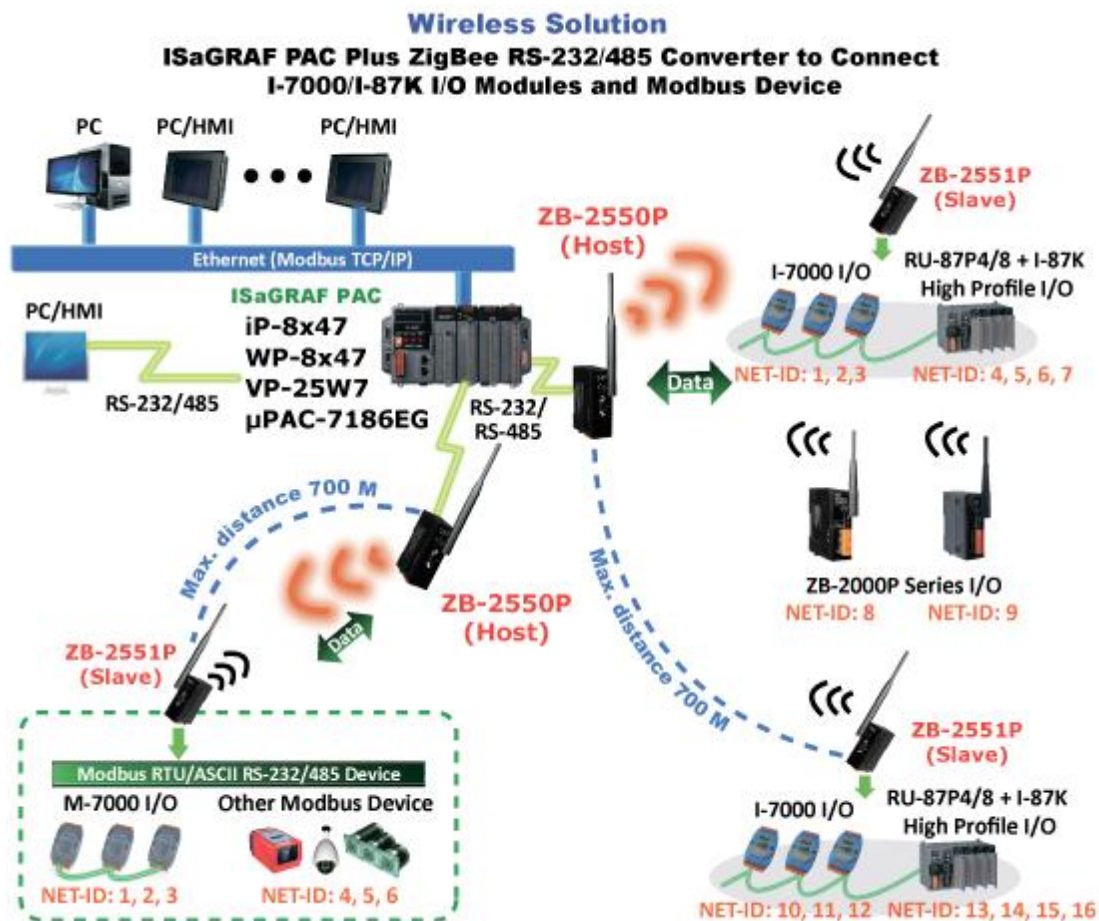 Wireless Solution
ISaGRAF PAC Plus ZigBee RS-232/485 Converter to Connect
I-7000/I-87K I/O Modules and Modbus Device
PC
PC/HMI
PC/HMI
Ethernet (Modbus TCP/IP)
PC/HMI
RS-232/485
ISaGRAF PAC
iP-8x47
WP-8x47
VP-25W7
µPAC-7186EG
RS-232/
RS-485
ZB-2550P
(Host)
Data
ZB-2551P
(Slave)
I-7000 I/O
RU-87P4/8 + I-87K
High Profile I/O
NET-ID: 1, 2,3
NET-ID: 4, 5, 6, 7
ZB-2000P Series I/O
NET-ID: 8
NET-ID: 9
Max. distance 700 M
Max. distance 700 M
ZB-2550P
(Host)
Data
ZB-2551P
(Slave)
Modbus RTU/ASCII RS-232/485 Device
M-7000 I/O
Other Modbus Device
NET-ID: 1, 2, 3
NET-ID: 4, 5, 6
ZB-2551P
(Slave)
I-7000 I/O
RU-87P4/8 + I-87K
High Profile I/O
NET-ID: 10, 11, 12
NET-ID: 13, 14, 15, 16